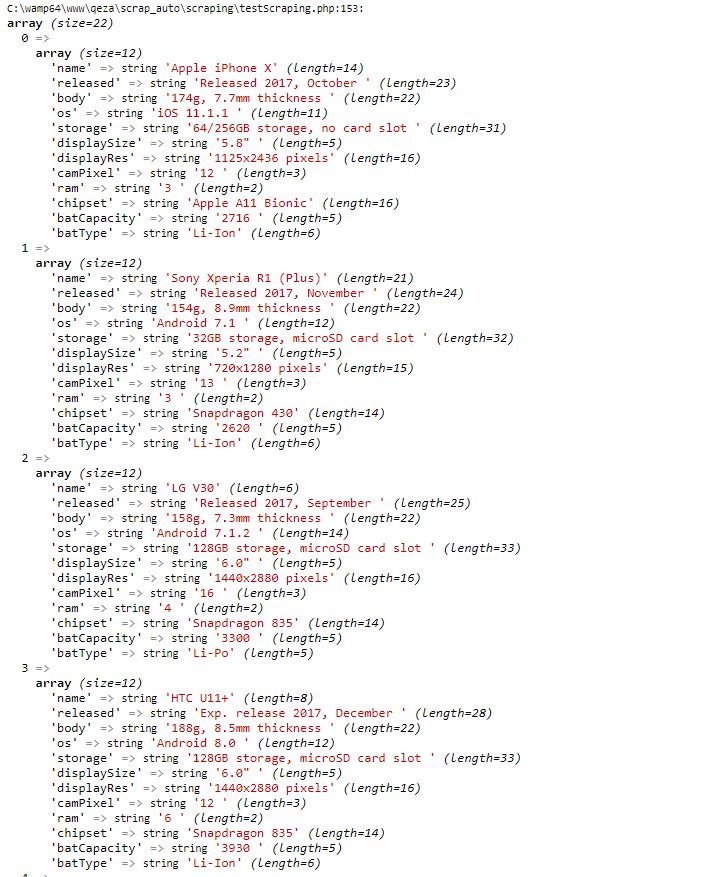 C:\wamp64\www\qeza\scrap_auto\scraping\testScraping.php:153:
array (size=22)
0 =>
array (size=12)
'name' => string 'Apple iPhone X' (length=14)
'released' => string 'Released 2017, October ' (length=23)
'body' => string '174g, 7.7mm thickness ' (length=22)
'os' => string 'iOS 11.1.1 ' (length=11)
'storage' => string '64/256GB storage, no card slot ' (length=31)
'displaySize' => string '5.8" ' (length=5)
'displayRes' => string '1125x2436 pixels' (length=16)
'camPixel' => string '12 ' (length=3)
'ram' => string '3 ' (length=2)
'chipset' => string 'Apple A11 Bionic' (length=16)
'batCapacity' => string '2716 ' (length=5)
'batType' => string 'Li-Ion' (length=6)
1 =>
array (size=12)
'name' => string 'Sony Xperia R1 (Plus)' (length=21)
'released' => string 'Released 2017, November ' (length=24)
'body' => string '154g, 8.9mm thickness ' (length=22)
'os' => string 'Android 7.1 ' (length=12)
'storage' => string '32GB storage, microSD card slot ' (length=32)
'displaySize' => string '5.2" ' (length=5)
'displayRes' => string '720x1280 pixels' (length=15)
'camPixel' => string '13 ' (length=3)
'ram' => string '3 ' (length=2)
'chipset' => string 'Snapdragon 430' (length=14)
'batCapacity' => string '2620 ' (length=5)
'batType' => string 'Li-Ion' (length=6)
2 =>
array (size=12)
'name' => string 'LG V30' (length=6)
'released' => string 'Released 2017, September ' (length=25)
'body' => string '158g, 7.3mm thickness ' (length=22)
'os' => string 'Android 7.1.2 ' (length=14)
'storage' => string '128GB storage, microSD card slot ' (length=33)
'displaySize' => string '6.0" ' (length=5)
'displayRes' => string '1440x2880 pixels' (length=16)
'camPixel' => string '16 ' (length=3)
'ram' => string '4 ' (length=2)
'chipset' => string 'Snapdragon 835' (length=14)
'batCapacity' => string '3300 ' (length=5)
'batType' => string 'Li-Po' (length=5)
3 =>
array (size=12)
'name' => string 'HTC U11+' (length=8)
'released' => string 'Exp. release 2017, December ' (length=28)
'body' => string '188g, 8.5mm thickness ' (length=22)
'os' => string 'Android 8.0 ' (length=12)
'storage' => string '128GB storage, microSD card slot ' (length=33)
'displaySize' => string '6.0" ' (length=5)
'displayRes' => string '1440x2880 pixels' (length=16)
'camPixel' => string '12 ' (length=3)
'ram' => string '6 ' (length=2)
'chipset' => string 'Snapdragon 835' (length=14)
'batCapacity' => string '3930 ' (length=5)
'batType' => string 'Li-Ion' (length=6)